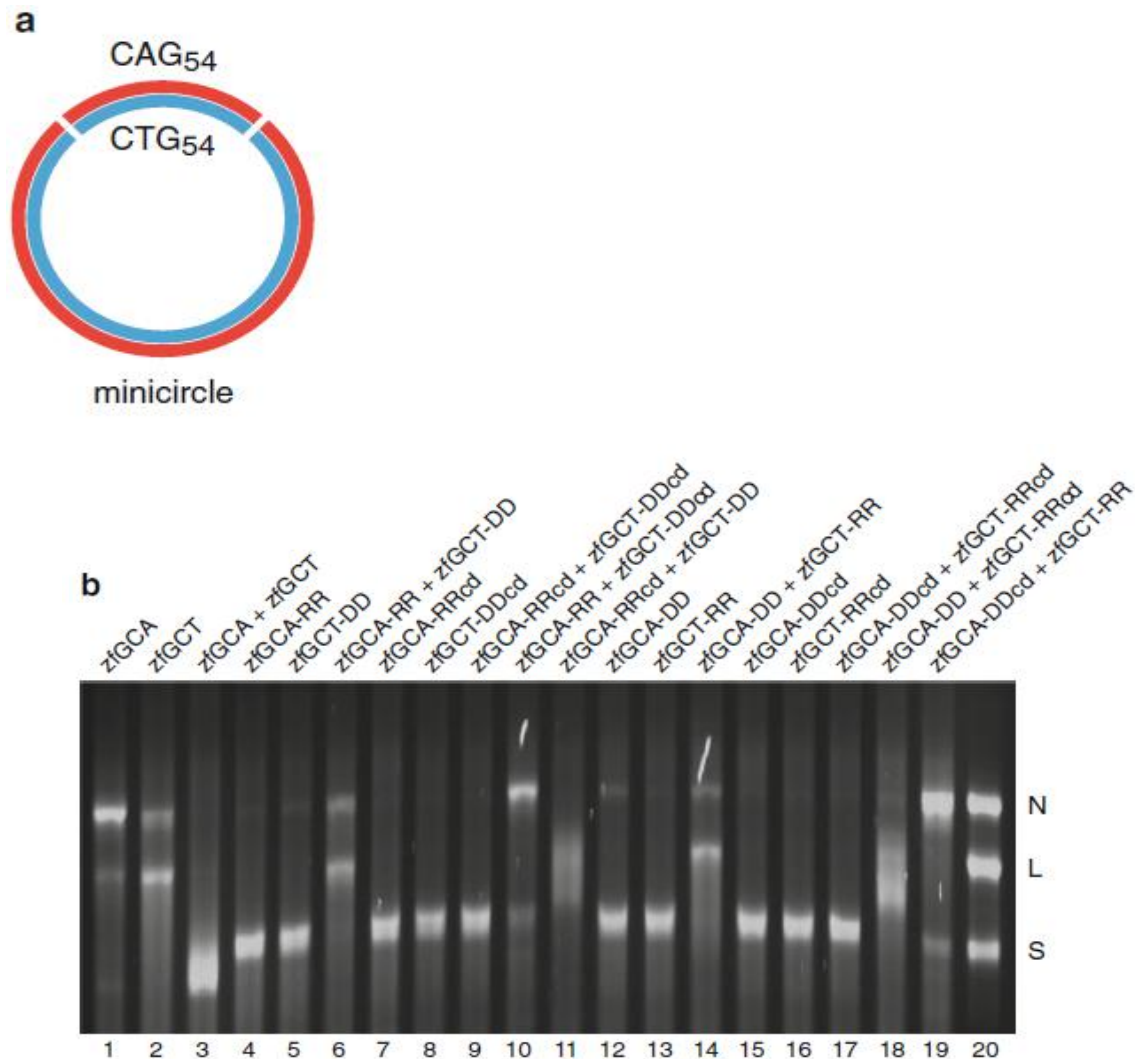 a
CAG54
CTG54
minicircle
b
zfGCA
zfGCT
zfGCA + zfGCT
zfGCA-RR
zfGCT-DD
zfGCA-RR + zfGCT-DD
zfGCA-RRcd
zfGCT-DDcd
zfGCA-RRcd + zfGCT-DDcd
zfGCA-RR + zfGCT-DDcd
zfGCA-RRcd + zfGCT-DD
zfGCA-DD
zfGCT-RR
zfGCA-DD + zfGCT-RR
zfGCA-DDcd
zfGCT-RRcd
zfGCA-DDcd + zfGCT-RRcd
zfGCA-DD + zfGCT-RRcd
zfGCA-DDcd + zfGCT-RR
N
L
S
1 2 3 4 5 6 7 8 9 10 11 12 13 14 15 16 17 18 19 20